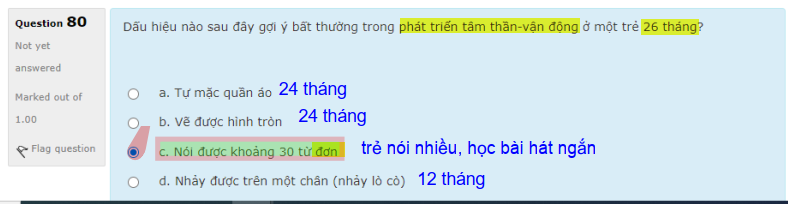 Question 80
Not yet
answered
Marked out of
1.00
Flag question
Dấu hiệu nào sau đây gợi ý bất thường trong phát triển tâm thần-vận động ở một trẻ 26 tháng?
a. Tự mặc quần áo 24 tháng
b. Vẽ được hình tròn 24 tháng
c. Nói được khoảng 30 từ đơn trẻ nói nhiều, học bài hát ngắn
d. Nhảy được trên một chân (nhảy lò cò) 12 tháng